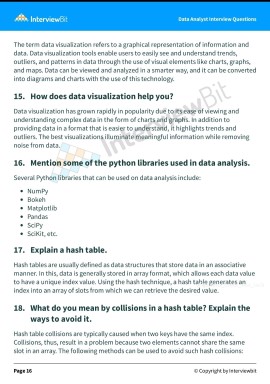 InterviewBit
Data Analyst Interview Questions
The term data visualization refers to a graphical representation of information and
data. Data visualization tools enable users to easily see and understand trends,
outliers, and patterns in data through the use of visual elements like charts, graphs,
and maps. Data can be viewed and analyzed in a smarter way, and it can be converted
into diagrams and charts with the use of this technology.
15. How does data visualization help you?
Data visualization has grown rapidly in popularity due to its ease of viewing and
understanding complex data in the form of charts and graphs. In addition to
providing data in a format that is easier to understand, it highlights trends and
outliers. The best visualizations illuminate meaningful information while removing
noise from data.
16. Mention some of the python libraries used in data analysis.
Several Python libraries that can be used on data analysis include:
• NumPy
• Bokeh
• Matplotlib
• Pandas
• SciPy
• SciKit, etc.
17. Explain a hash table.
Hash tables are usually defined as data structures that store data in an associative
manner. In this, data is generally stored in array format, which allows each data value
to have a unique index value. Using the hash technique, a hash table generates an
index into an array of slots from which we can retrieve the desired value.
18. What do you mean by collisions in a hash table? Explain the
ways to avoid it.
Hash table collisions are typically caused when two keys have the same index.
Collisions, thus, result in a problem because two elements cannot share the same
slot in an array. The following methods can be used to avoid such hash collisions:
Page 16
© Copyright by Interviewbit
InterviewBit